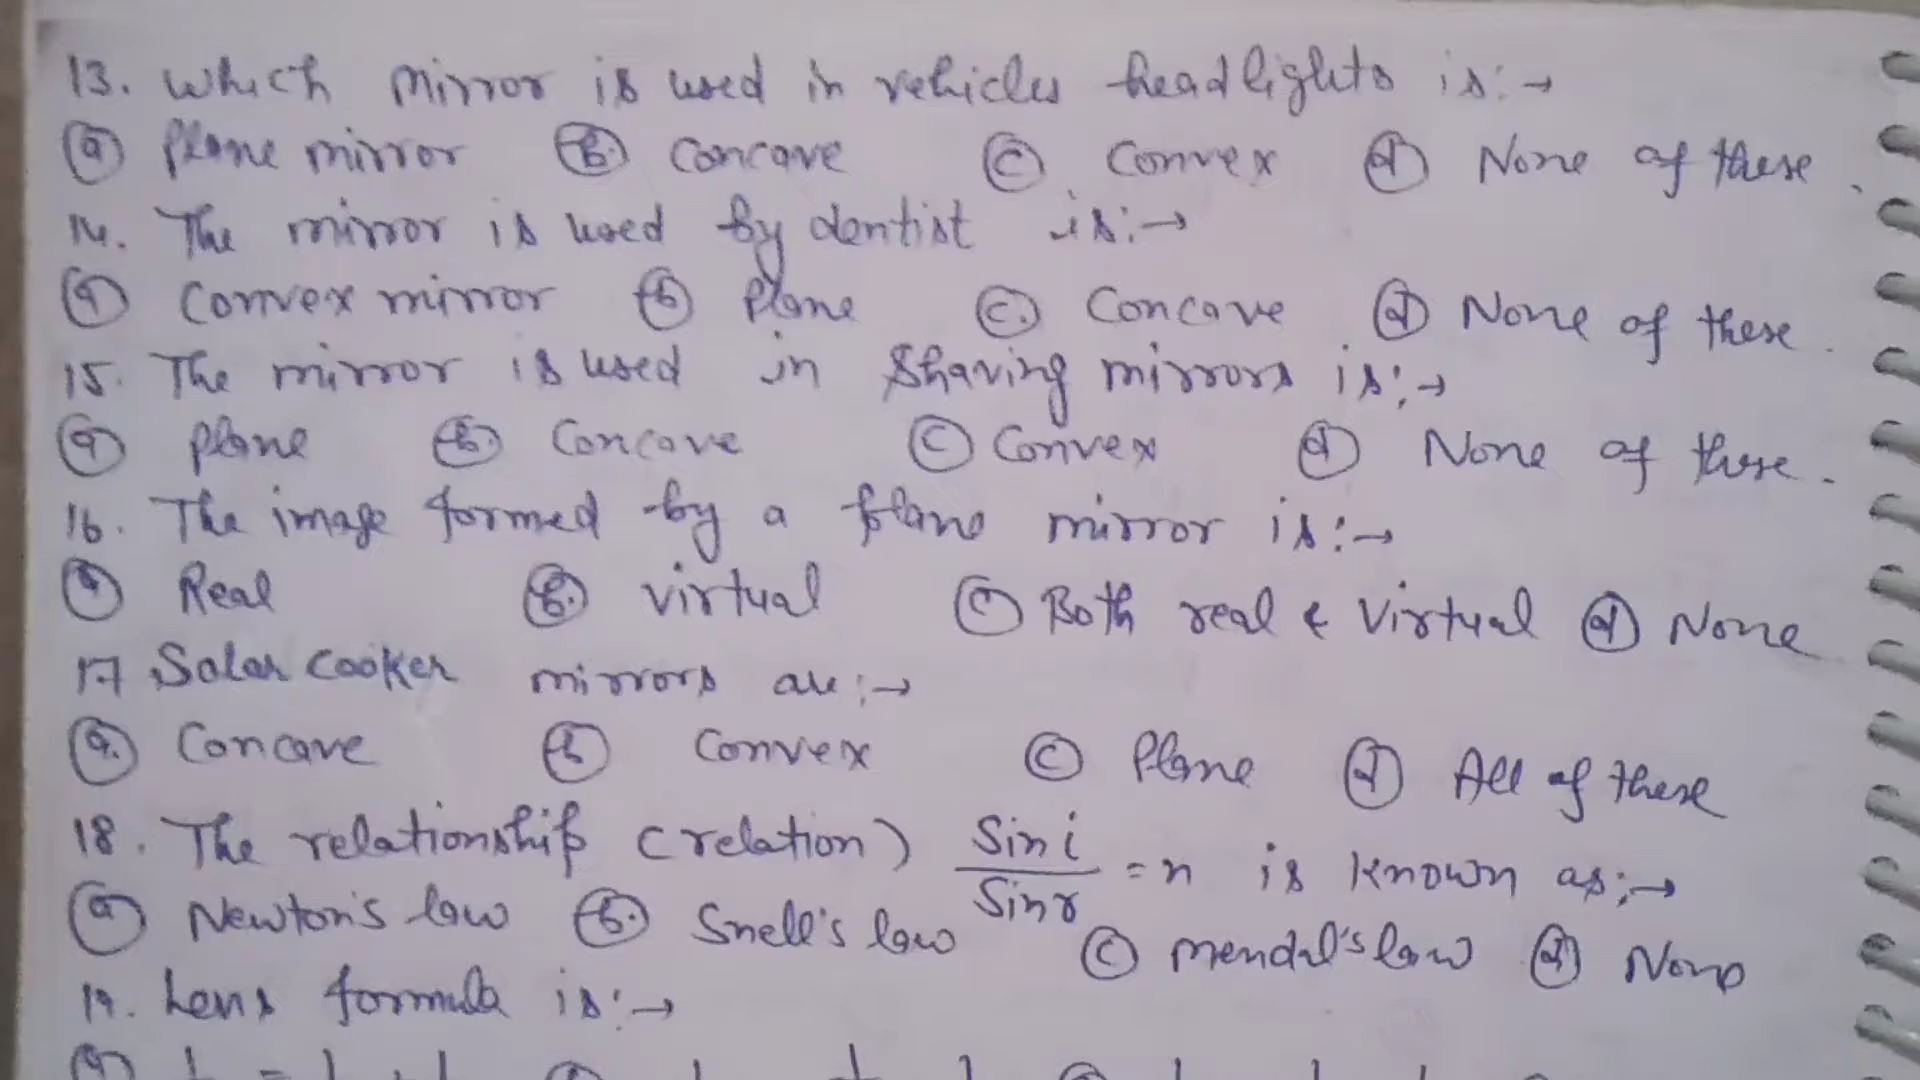 13. Which mirror is used in vehicles headlights is:→
(a) Plane mirror (b) Concave (c) Convex (d) None of these.
14. The mirror is used by dentist is:→
(a) Convex mirror (b) Plane (c) Concave (d) None of these.
15. The mirror is used in shaving mirrors is:→
(a) plane (b) Concave (c) Convex (d) None of these.
16. The image formed by a plane mirror is:→
(a) Real (b) virtual (c) Both real & virtual (d) None
17 Solar cooker mirrors are:→
(a) Concave (b) Convex (c) Plane (d) All of these
18. The relationship (relation) Sin i / Sin r = n is known as:→
(a) Newton's law (b) Snell's law (c) mendal's law (d) None
19. Lens formula is:→